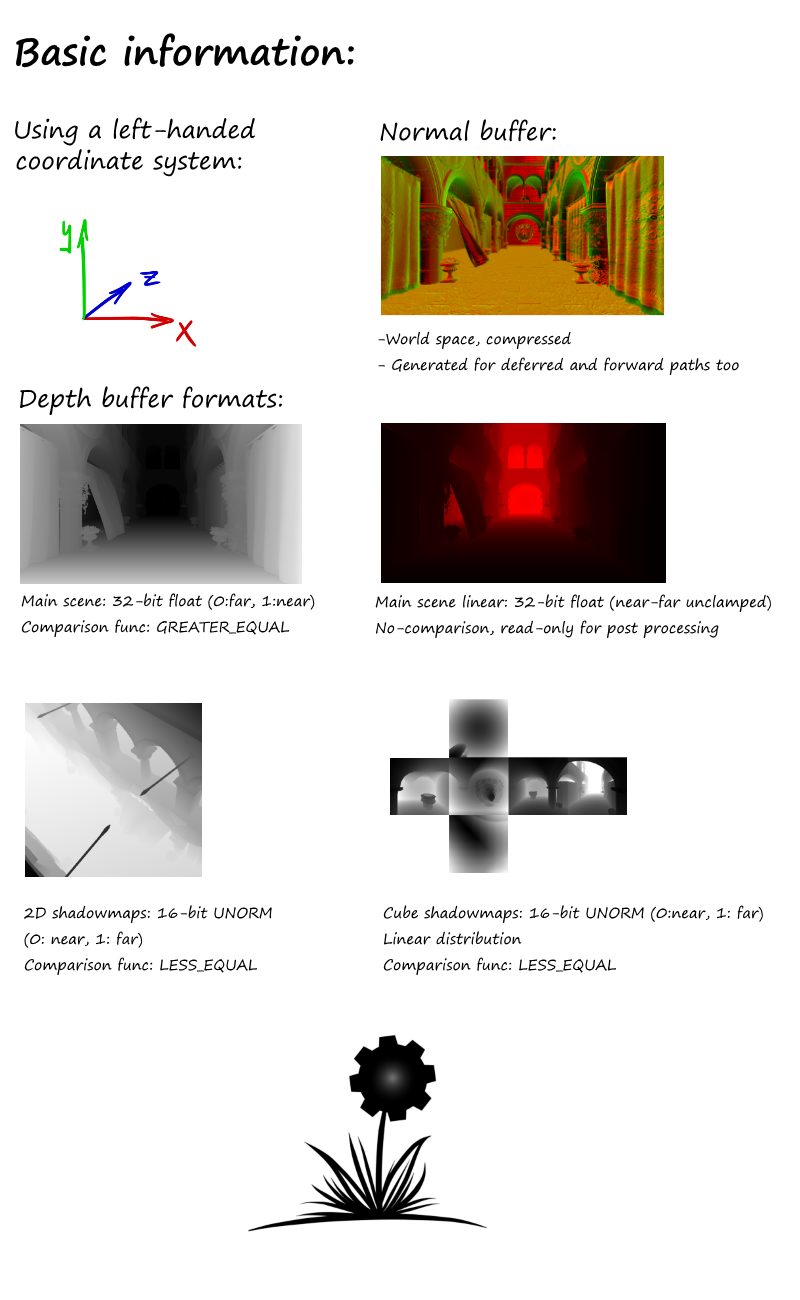 Basic information:
Using a left-handed
coordinate system:
y
z
x
Normal buffer:
-World space, compressed
- Generated for deferred and forward paths too
Depth buffer formats:
Main scene: 32-bit float (0:far, 1:near)
Comparison func: GREATER_EQUAL
Main scene linear: 32-bit float (near-far unclamped)
No-comparison, read-only for post processing
2D shadowmaps: 16-bit UNORM
(0: near, 1: far)
Comparison func: LESS_EQUAL
Cube shadowmaps: 16-bit UNORM (0:near, 1: far)
Linear distribution
Comparison func: LESS_EQUAL